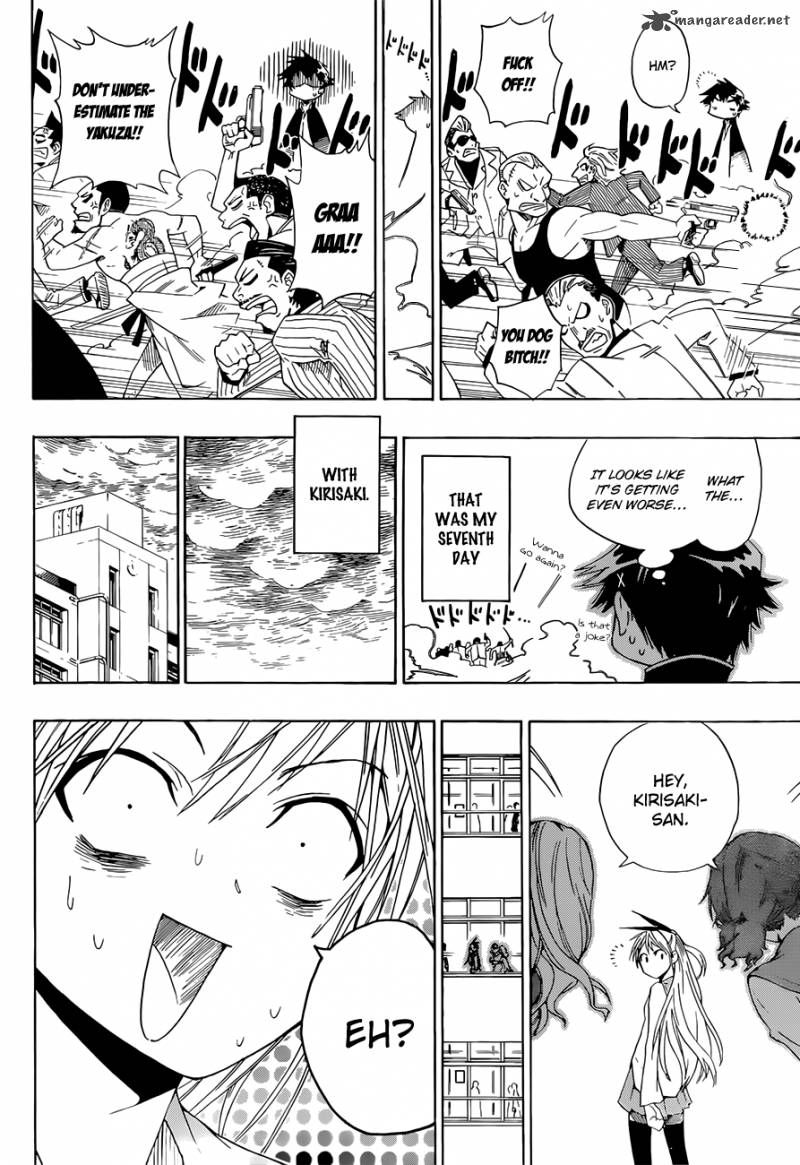 mangareader.net
HM?
FUCK
OFF!!
YOU DOG
BITCH!!
ドドド
ドドド
ドドド
DON'T UNDER-
ESTIMATE THE
YAKUZA!!
GRAA
AAA!!
WHAT
THE...
IT LOOKS LIKE
IT'S GETTING
EVEN WORSE...
Wanna
go again?
Is that
a joke?
ドドドド...
THAT
WAS MY
SEVENTH
DAY
WITH
KIRISAKI.
HEY,
KIRISAKI-
SAN.
EH?